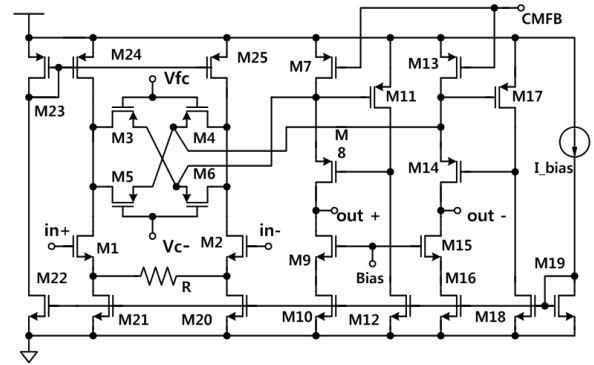 CMFB
M24 M25 M7 M13
Vfc
M23 M11 M17
M3 M4 M
8
I_bias
M5 M6 M14
out + out -
in+ in-
M1 Vc- M2 M9 M15
Bias
M22 R M16 M19
M21 M20 M10 M12 M18